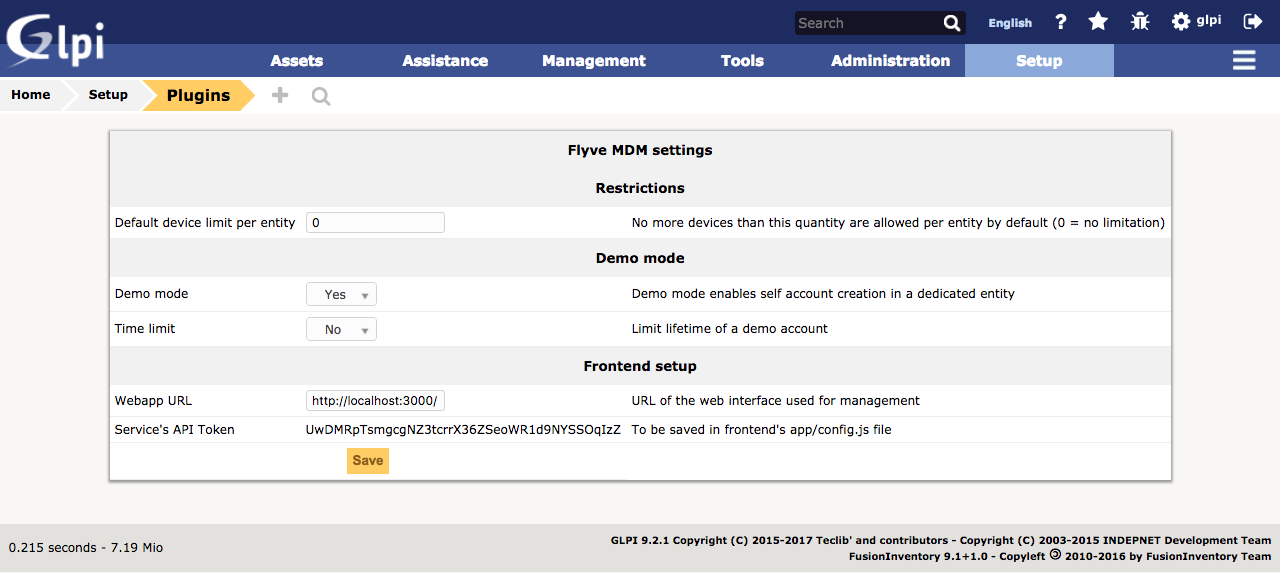 Glpi
Search
English
?
glpi
Assets
Assistance
Management
Tools
Administration
Setup
Home
Setup
Plugins
Flyve MDM settings
Restrictions
Default device limit per entity 0 No more devices than this quantity are allowed per entity by default (0 = no limitation)
Demo mode
Demo mode Yes Demo mode enables self account creation in a dedicated entity
Time limit No Limit lifetime of a demo account
Frontend setup
Webapp URL http://localhost:3000/ URL of the web interface used for management
Service's API Token UwDMRpTsmgcgNZ3tcrrX36ZSeoWR1d9NYSSOqIzZ To be saved in frontend's app/config.js file
Save
0.215 seconds - 7.19 Mio
GLPI 9.2.1 Copyright (C) 2015-2017 Teclib' and contributors - Copyright (C) 2003-2015 INDEPNET Development Team
FusionInventory 9.1+1.0 - Copyleft 🄯 2010-2016 by FusionInventory Team